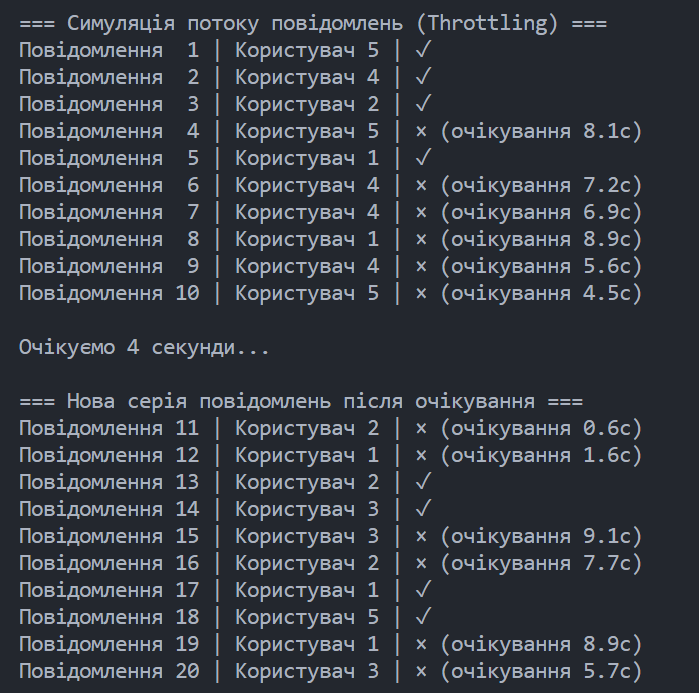 === Симуляція потоку повідомлень (Throttling) ===
Повідомлення  1 | Користувач 5 | ✓
Повідомлення  2 | Користувач 4 | ✓
Повідомлення  3 | Користувач 2 | ✓
Повідомлення  4 | Користувач 5 | × (очікування 8.1с)
Повідомлення  5 | Користувач 1 | ✓
Повідомлення  6 | Користувач 4 | × (очікування 7.2с)
Повідомлення  7 | Користувач 4 | × (очікування 6.9с)
Повідомлення  8 | Користувач 1 | × (очікування 8.9с)
Повідомлення  9 | Користувач 4 | × (очікування 5.6с)
Повідомлення 10 | Користувач 5 | × (очікування 4.5с)

Очікуємо 4 секунди...

=== Нова серія повідомлень після очікування ===
Повідомлення 11 | Користувач 2 | × (очікування 0.6с)
Повідомлення 12 | Користувач 1 | × (очікування 1.6с)
Повідомлення 13 | Користувач 2 | ✓
Повідомлення 14 | Користувач 3 | ✓
Повідомлення 15 | Користувач 3 | × (очікування 9.1с)
Повідомлення 16 | Користувач 2 | × (очікування 7.7с)
Повідомлення 17 | Користувач 1 | ✓
Повідомлення 18 | Користувач 5 | ✓
Повідомлення 19 | Користувач 1 | × (очікування 8.9с)
Повідомлення 20 | Користувач 3 | × (очікування 5.7с)